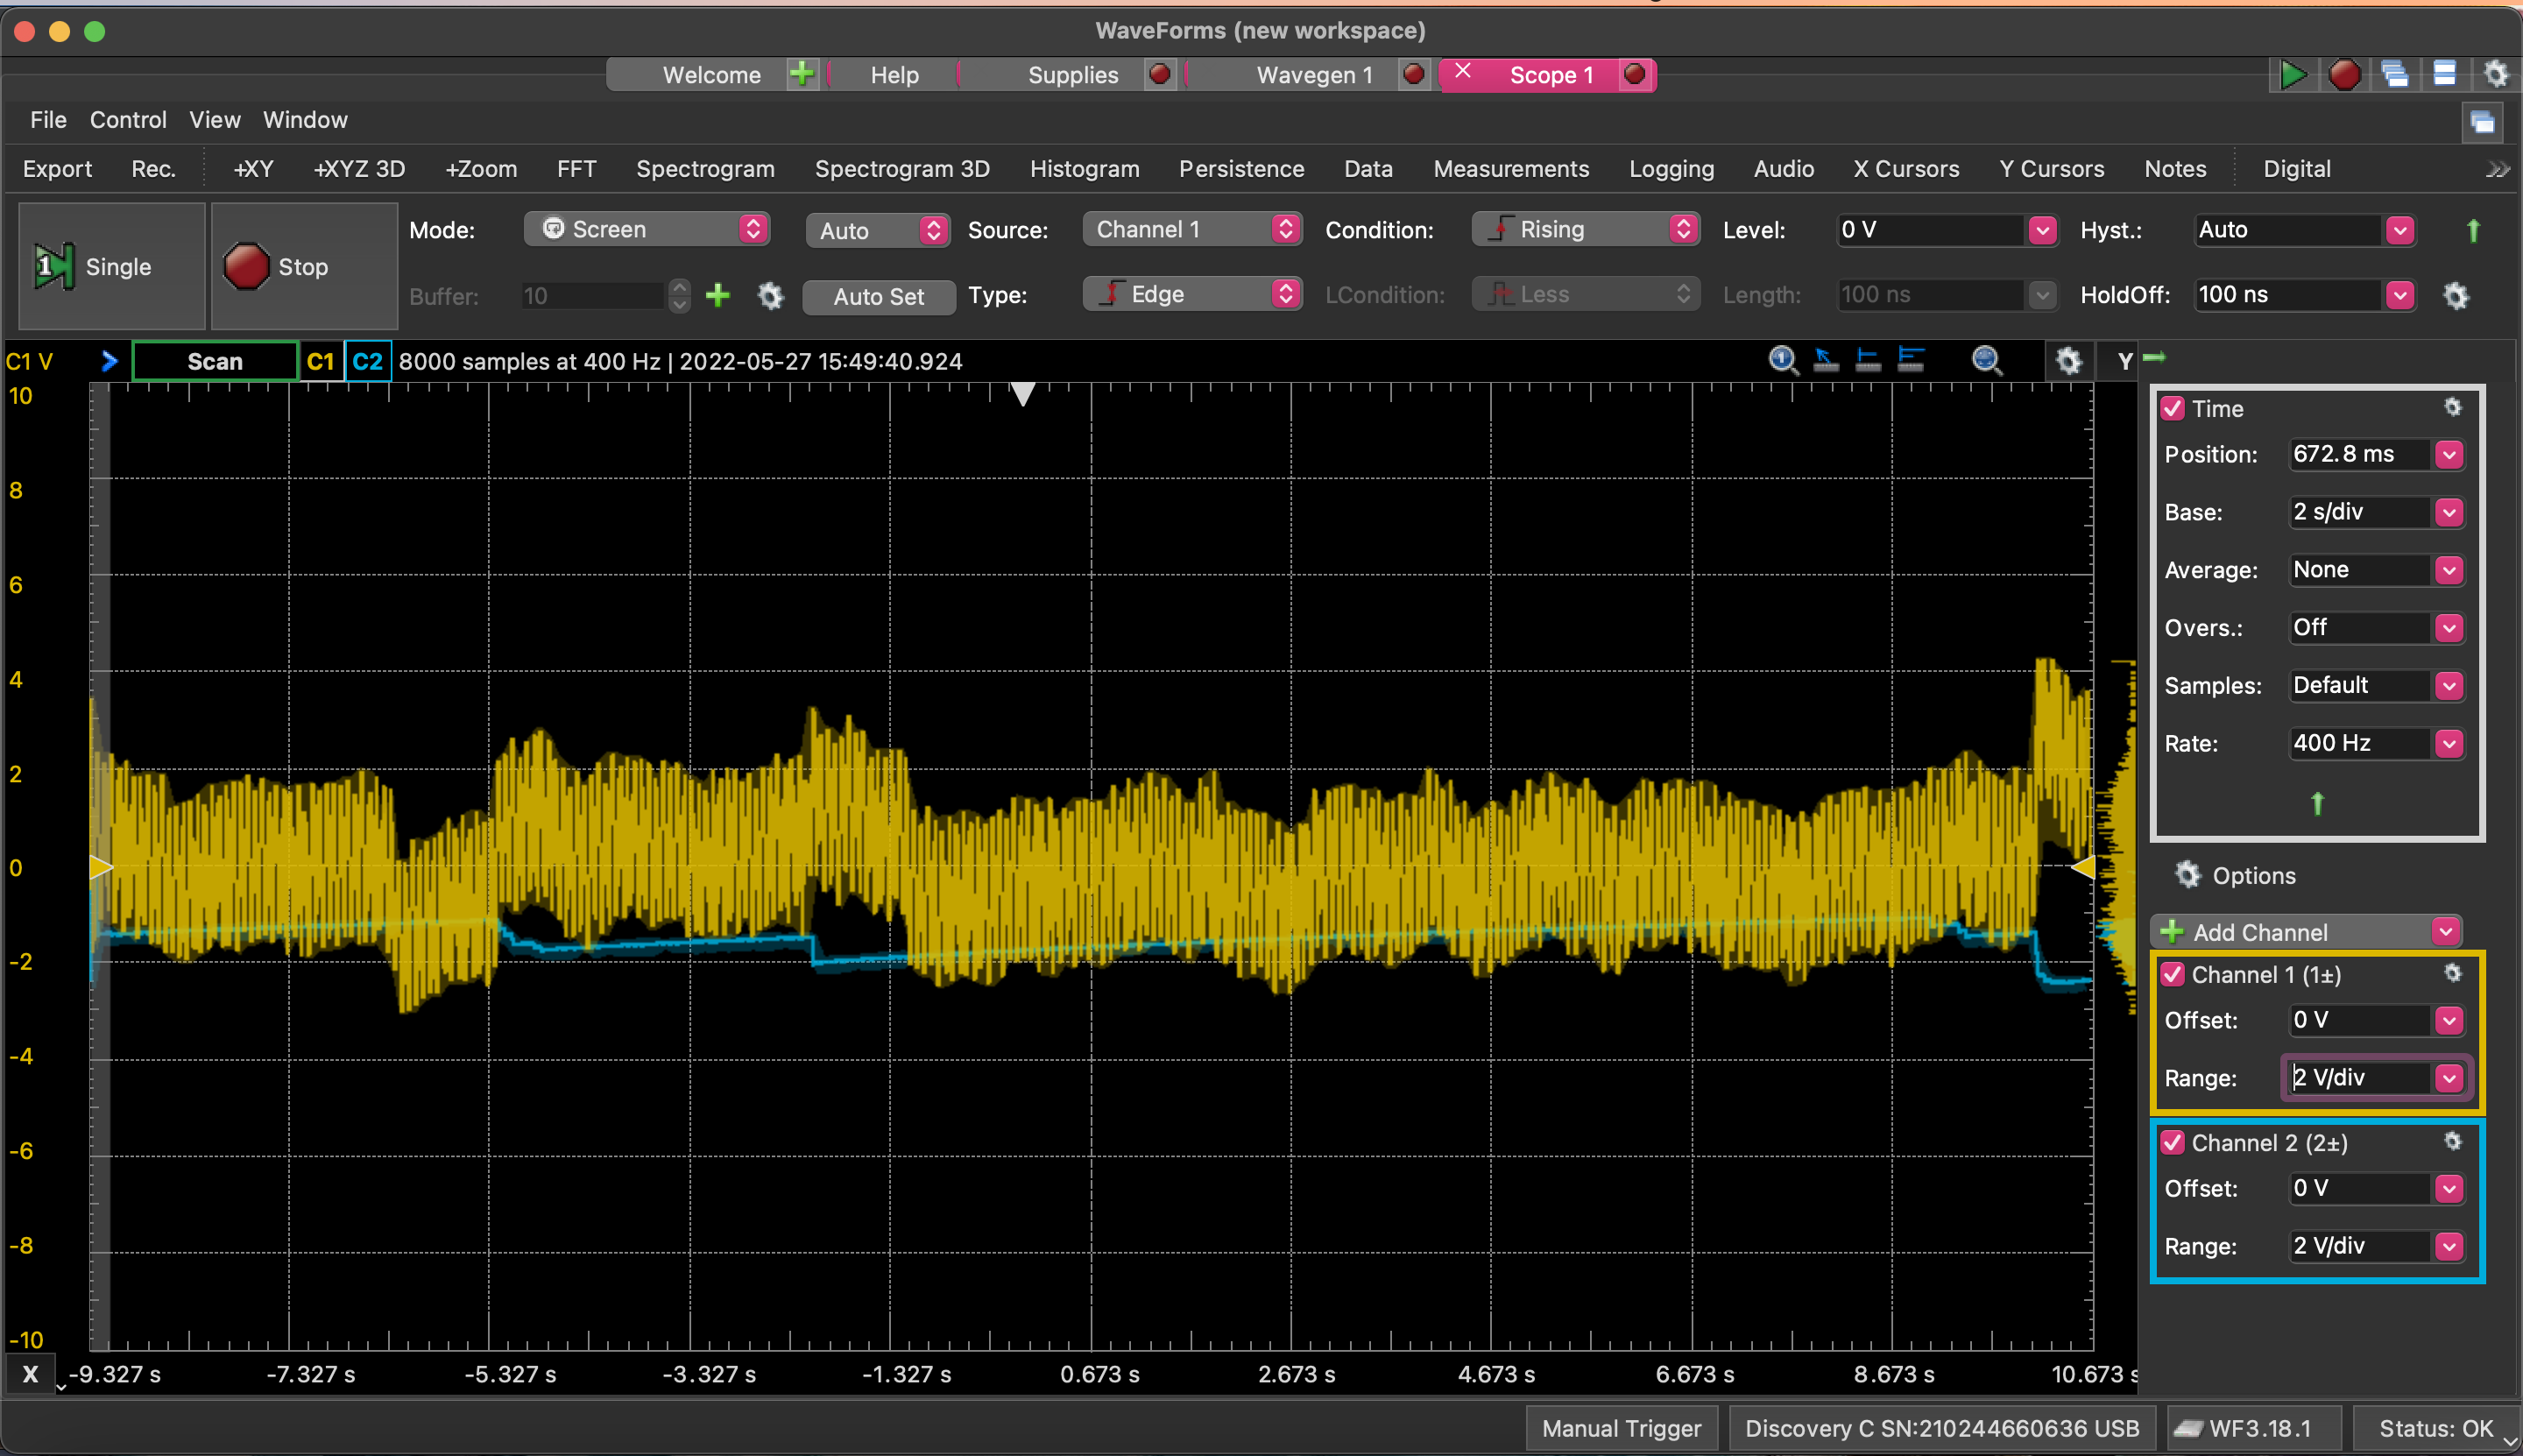 WaveForms (new workspace)
Welcome Help Supplies Wavegen 1 Scope 1
File Control View Window
Export Rec. +XY +XYZ 3D +Zoom FFT Spectrogram Spectrogram 3D Histogram Persistence Data Measurements Logging Audio X Cursors Y Cursors Notes Digital
Single Stop Mode: Screen Auto Source: Channel 1 Condition: Rising Level: 0 V Hyst.: Auto
Buffer: 10 Auto Set Type: Edge LCondition: Less Length: 100 ns HoldOff: 100 ns
C1 V Scan C1 C2 8000 samples at 400 Hz | 2022-05-27 15:49:40.924 Y
10
8
6
4
2
0
-2
-4
-6
-8
-10
X -9.327 s -7.327 s -5.327 s -3.327 s -1.327 s 0.673 s 2.673 s 4.673 s 6.673 s 8.673 s 10.673 s
Time
Position: 672.8 ms
Base: 2 s/div
Average: None
Overs.: Off
Samples: Default
Rate: 400 Hz
Options
Add Channel
Channel 1 (1±)
Offset: 0 V
Range: 2 V/div
Channel 2 (2±)
Offset: 0 V
Range: 2 V/div
Manual Trigger Discovery C SN:210244660636 USB WF3.18.1 Status: OK